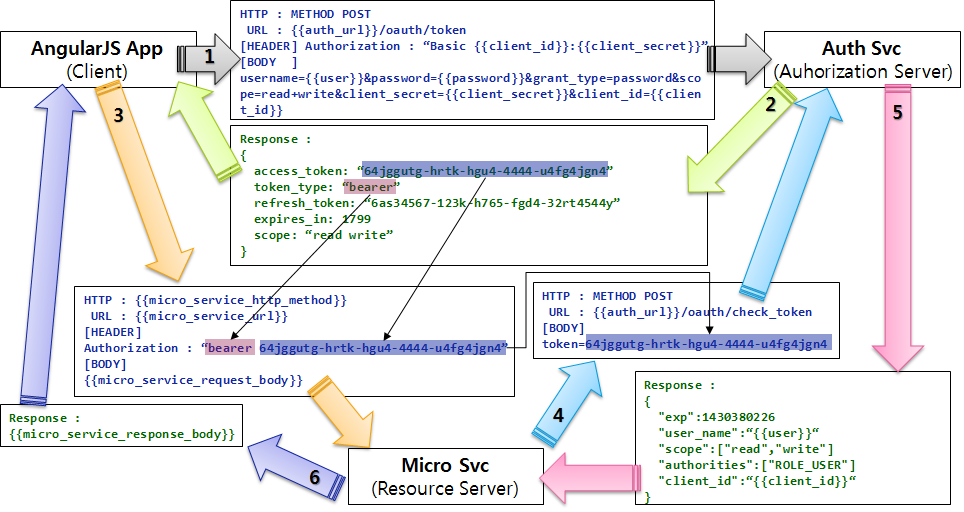 AngularJS App
(Client)
1
HTTP : METHOD POST
URL : {{auth_url}}/oauth/token
[HEADER] Authorization : “Basic {{client_id}}:{{client_secret}}”
[BODY  ]
username={{user}}&password={{password}}&grant_type=password&sco
pe=read+write&client_secret={{client_secret}}&client_id={{clien
t_id}}
Auth Svc
(Auhorization Server)
2
Response :
{
access_token: “64jggutg-hrtk-hgu4-4444-u4fg4jgn4”
token_type: “bearer”
refresh_token: “6as34567-123k-h765-fgd4-32rt4544y”
expires_in: 1799
scope: “read write”
}
3
HTTP : {{micro_service_http_method}}
URL : {{micro_service_url}}
[HEADER]
Authorization : “bearer 64jggutg-hrtk-hgu4-4444-u4fg4jgn4”
[BODY]
{{micro_service_request_body}}
4
HTTP : METHOD POST
URL : {{auth_url}}/oauth/check_token
[BODY]
token=64jggutg-hrtk-hgu4-4444-u4fg4jgn4
5
Response :
{
"exp":1430380226
"user_name":“{{user}}“
"scope":["read","write"]
"authorities":["ROLE_USER"]
"client_id":“{{client_id}}“
}
Micro Svc
(Resource Server)
6
Response :
{{micro_service_response_body}}